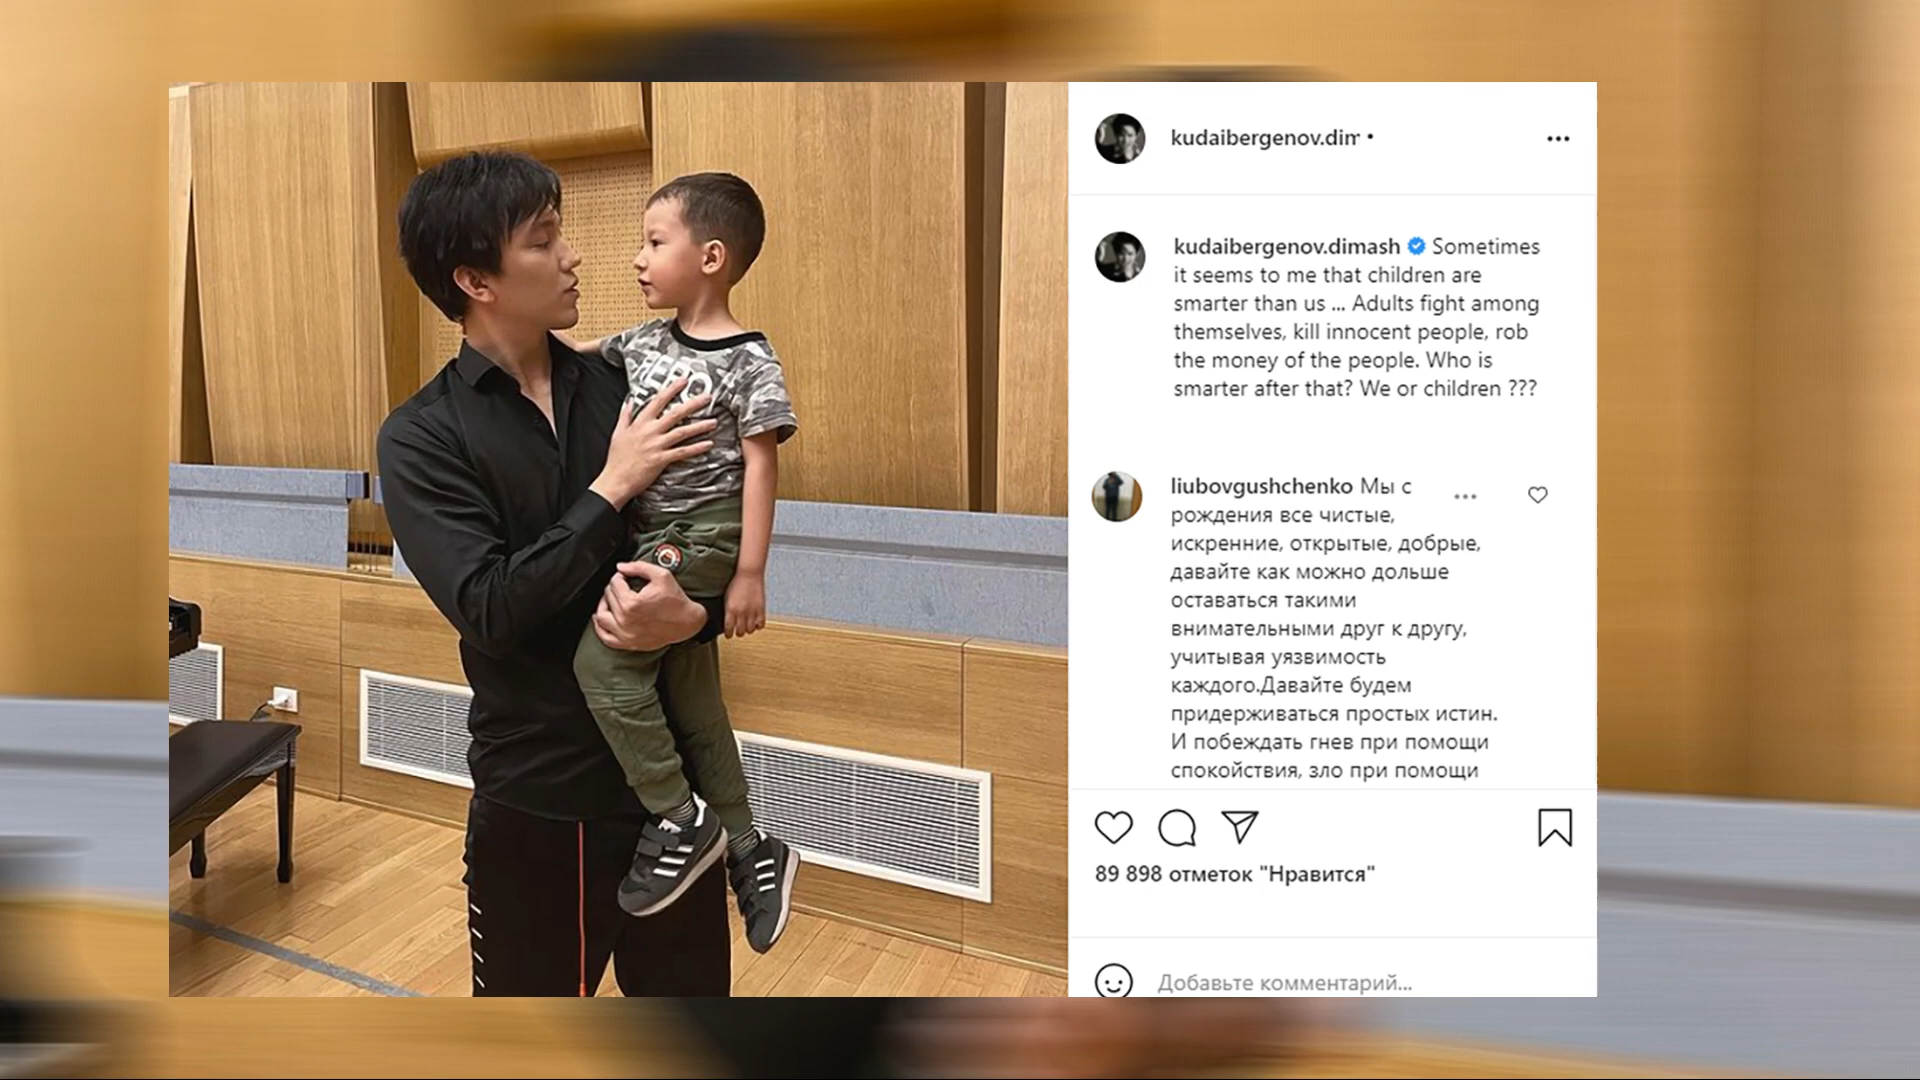 kudaibergenov.dim •
kudaibergenov.dimash Sometimes
it seems to me that children are
smarter than us ... Adults fight among
themselves, kill innocent people, rob
the money of the people. Who is
smarter after that? We or children ???
liubovgushchenko Мы с
рождения все чистые,
искренние, открытые, добрые,
давайте как можно дольше
оставаться такими
внимательными друг к другу,
учитывая уязвимость
каждого.Давайте будем
придерживаться простых истин.
И побеждать гнев при помощи
спокойствия, зло при помощи
89 898 отметок "Нравится"
Добавьте комментарий...
HERO